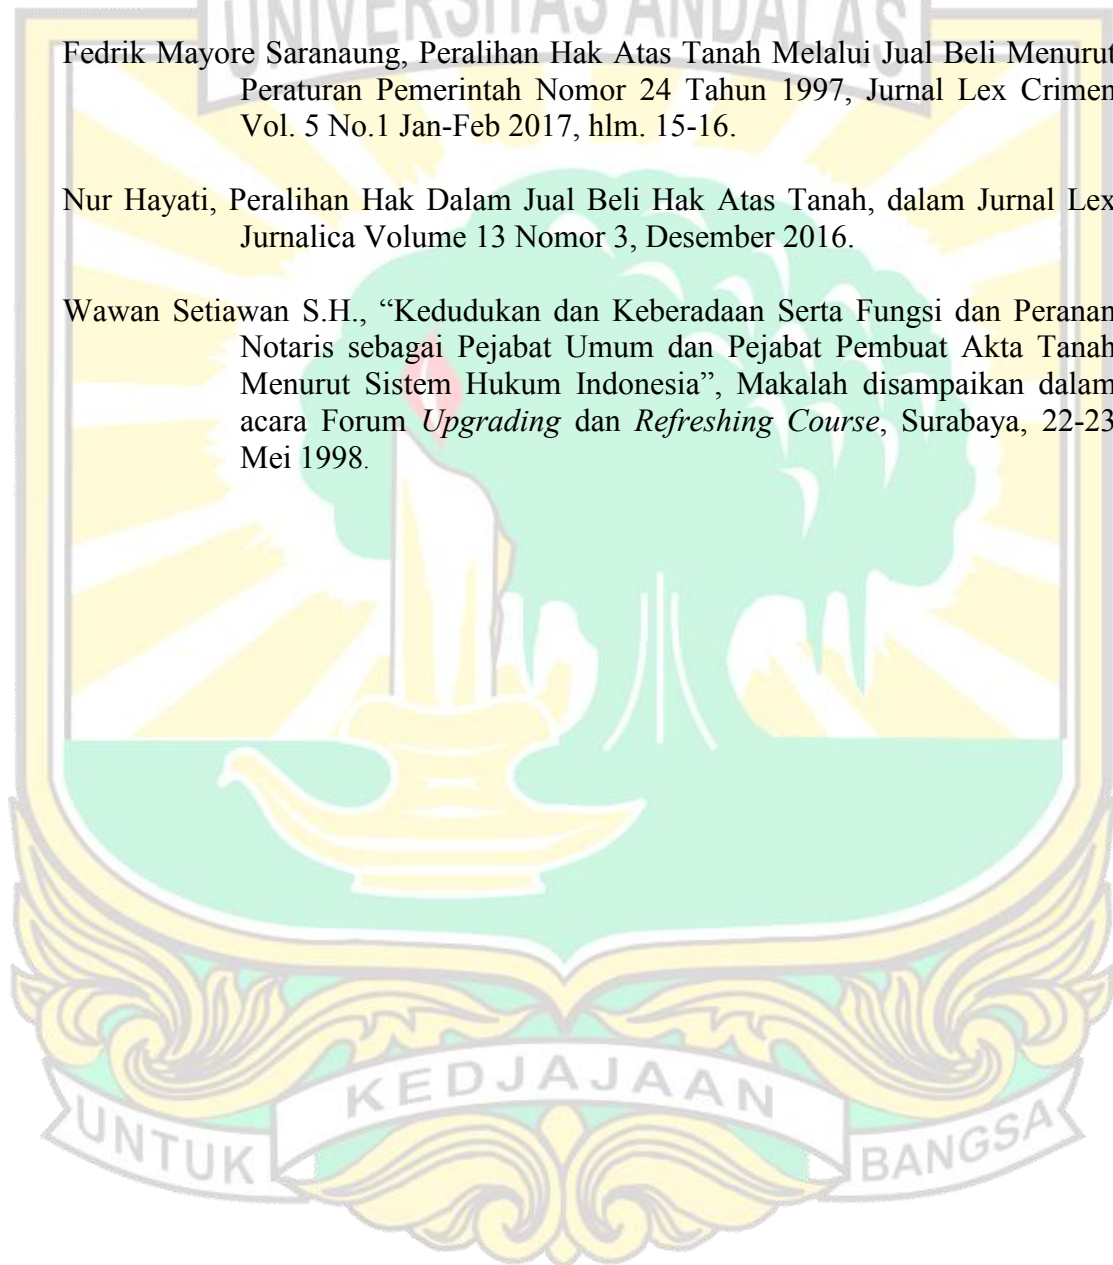 UNIVERSITAS ANDALAS
Fedrik Mayore Saranaung, Peralihan Hak Atas Tanah Melalui Jual Beli Menurut
Peraturan Pemerintah Nomor 24 Tahun 1997, Jurnal Lex Crimen
Vol. 5 No.1 Jan-Feb 2017, hlm. 15-16.
Nur Hayati, Peralihan Hak Dalam Jual Beli Hak Atas Tanah, dalam Jurnal Lex
Jurnalica Volume 13 Nomor 3, Desember 2016.
Wawan Setiawan S.H., “Kedudukan dan Keberadaan Serta Fungsi dan Peranan
Notaris sebagai Pejabat Umum dan Pejabat Pembuat Akta Tanah
Menurut Sistem Hukum Indonesia”, Makalah disampaikan dalam
acara Forum Upgrading dan Refreshing Course, Surabaya, 22-23
Mei 1998.
UNTUK KEDJAJAAN BANGSA